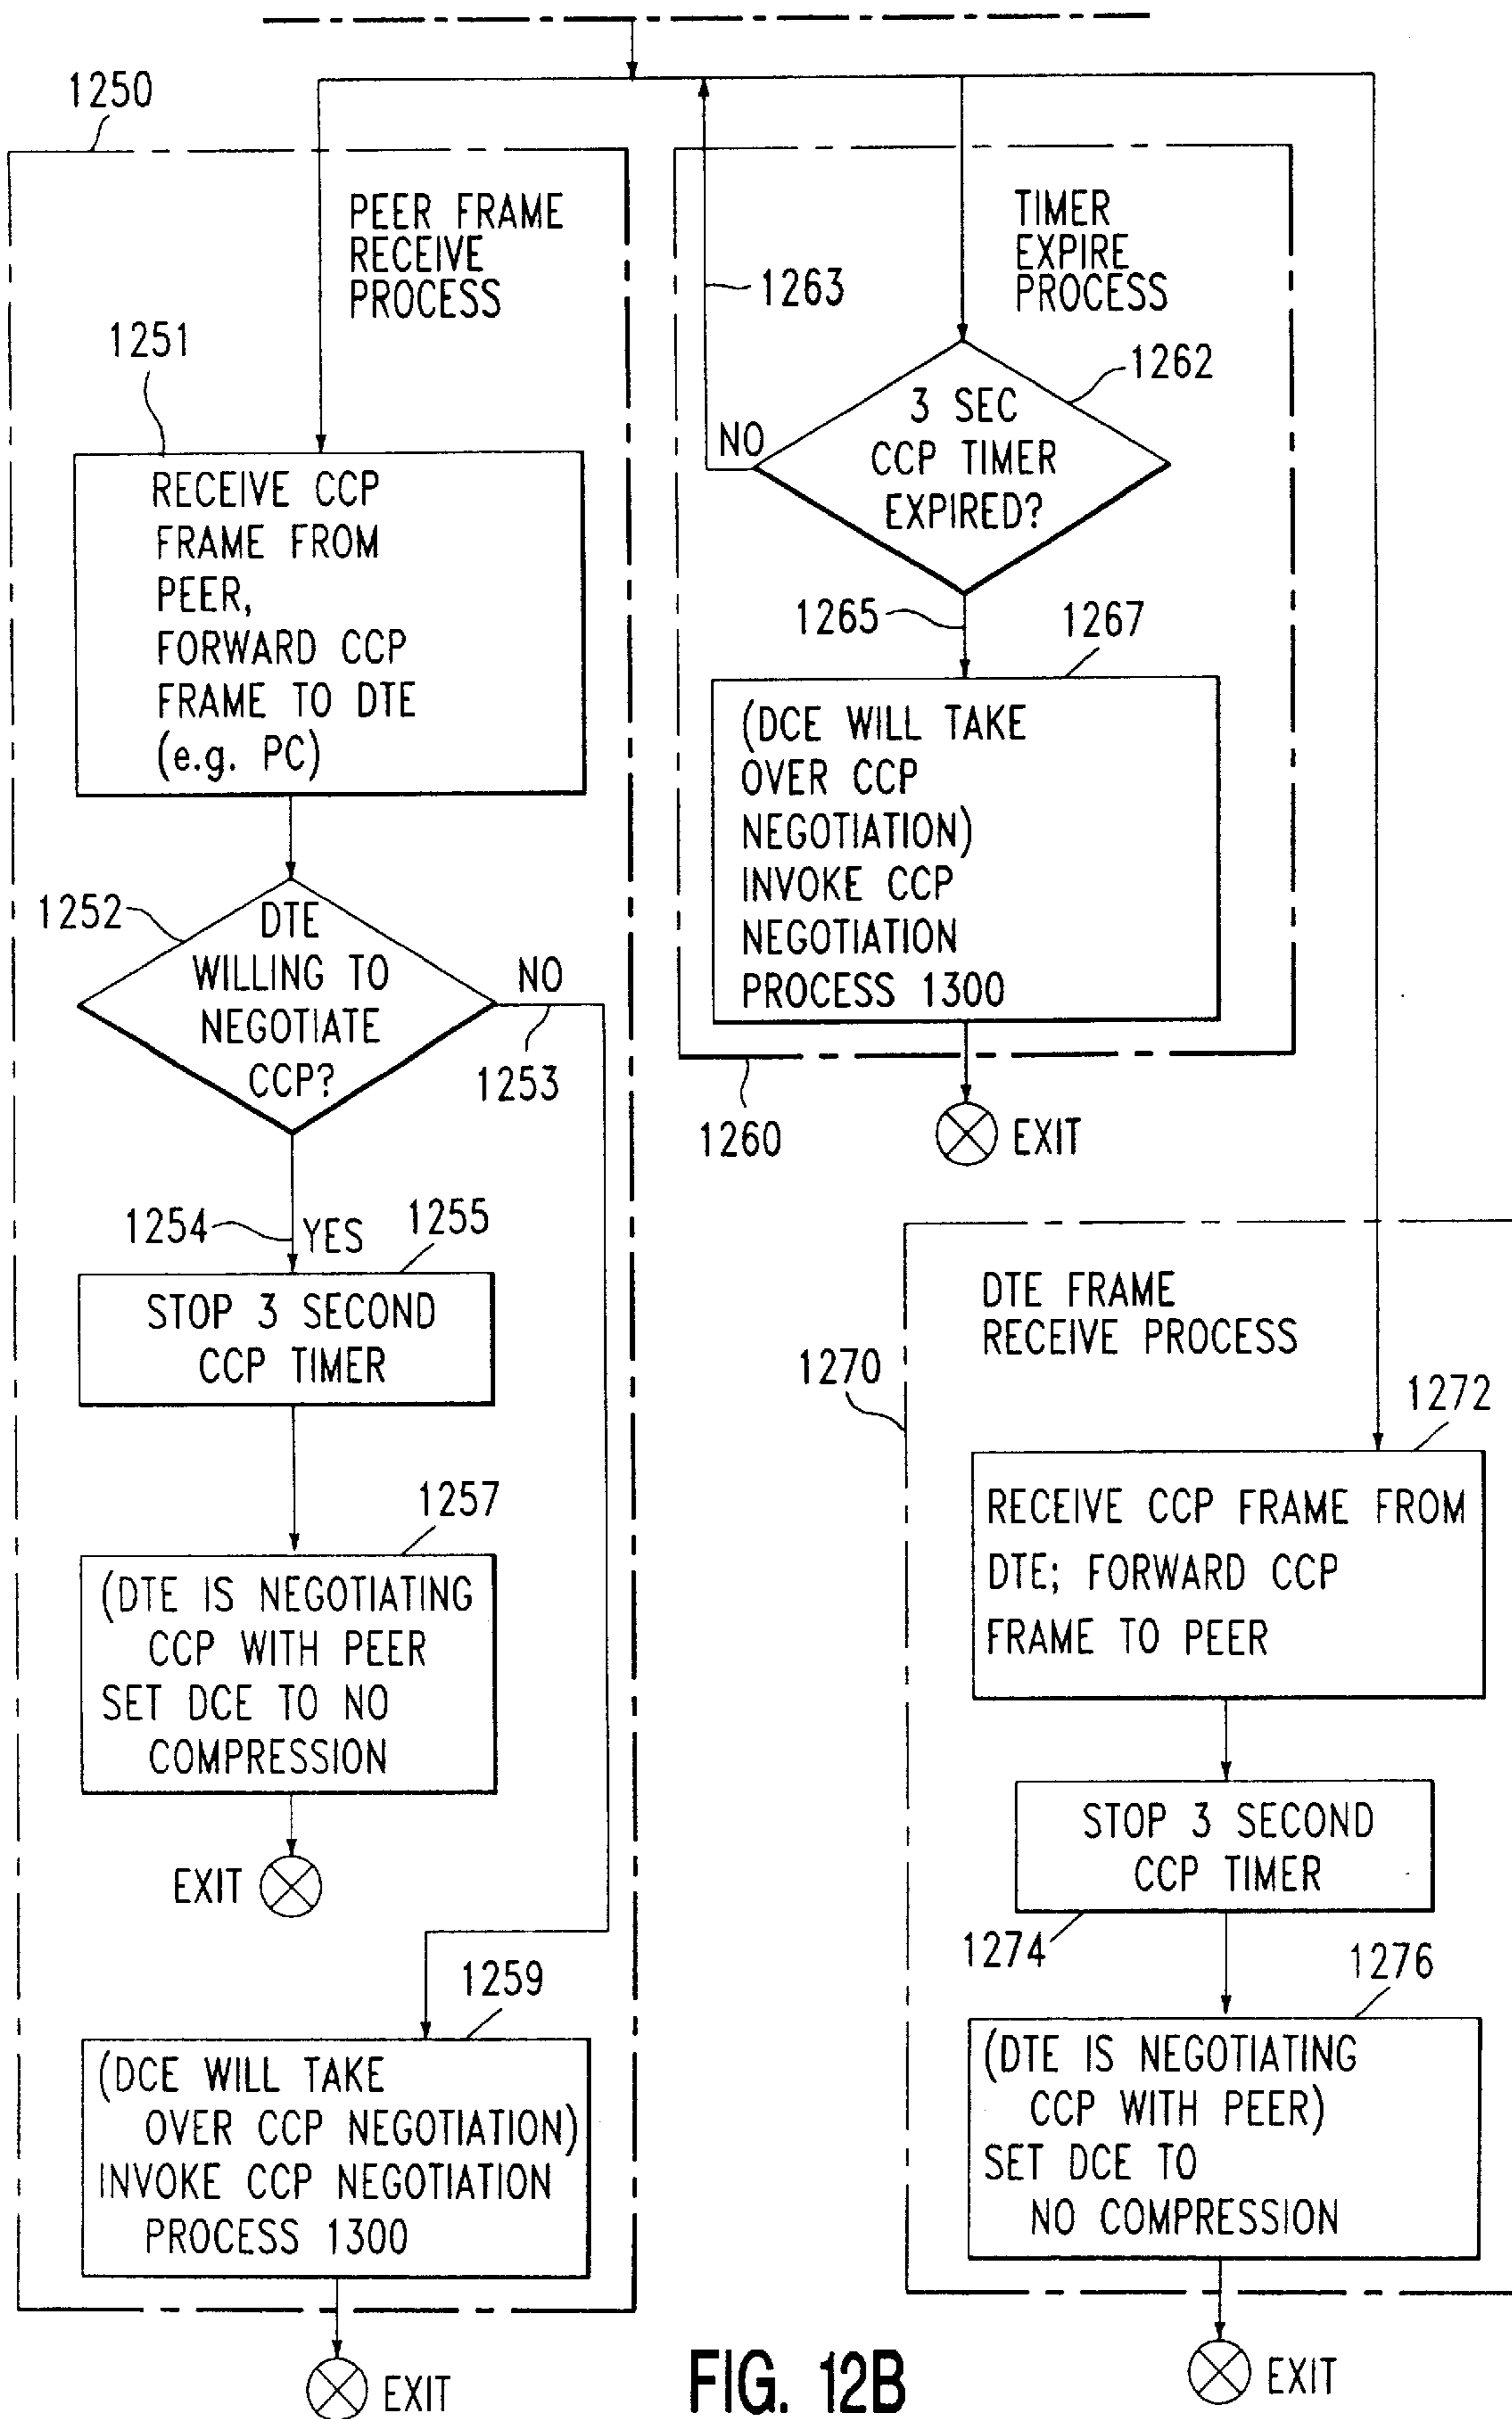 1250
PEER FRAME
RECEIVE
PROCESS
1251
RECEIVE CCP
FRAME FROM
PEER,
FORWARD CCP
FRAME TO DTE
(e.g. PC)
1252
DTE
WILLING TO
NEGOTIATE
CCP?
NO
1253
1254
YES
1255
STOP 3 SECOND
CCP TIMER
1257
(DTE IS NEGOTIATING
CCP WITH PEER
SET DCE TO NO
COMPRESSION
EXIT
1259
(DCE WILL TAKE
OVER CCP NEGOTIATION)
INVOKE CCP NEGOTIATION
PROCESS 1300
EXIT
1263
TIMER
EXPIRE
PROCESS
1262
3 SEC
CCP TIMER
EXPIRED?
NO
1265
1267
(DCE WILL TAKE
OVER CCP
NEGOTIATION)
INVOKE CCP
NEGOTIATION
PROCESS 1300
1260
EXIT
DTE FRAME
RECEIVE PROCESS
1270
1272
RECEIVE CCP FRAME FROM
DTE; FORWARD CCP
FRAME TO PEER
STOP 3 SECOND
CCP TIMER
1274
1276
(DTE IS NEGOTIATING
CCP WITH PEER)
SET DCE TO
NO COMPRESSION
EXIT
FIG. 12B